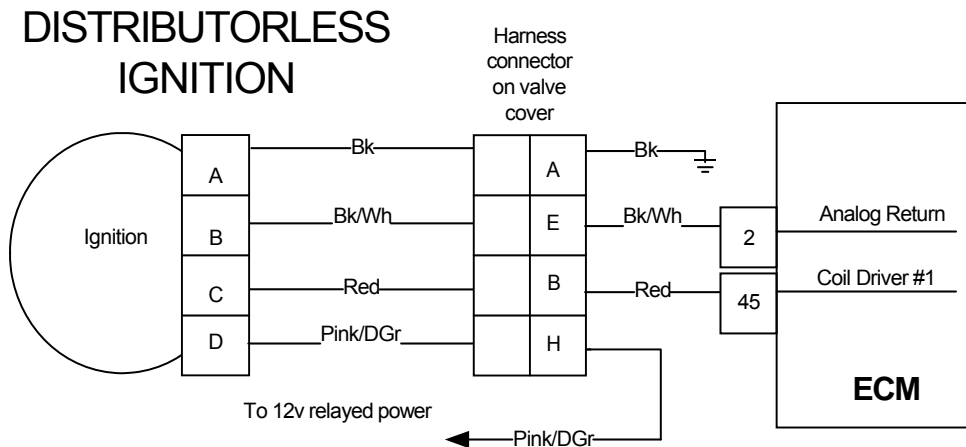 DISTRIBUTORLESS
IGNITION
Harness
connector
on valve
cover
Ignition
A
Bk
A
Bk
B
Bk/Wh
E
Bk/Wh
2
Analog Return
C
Red
B
Red
45
Coil Driver #1
D
Pink/DGr
H
ECM
To 12v relayed power
Pink/DGr